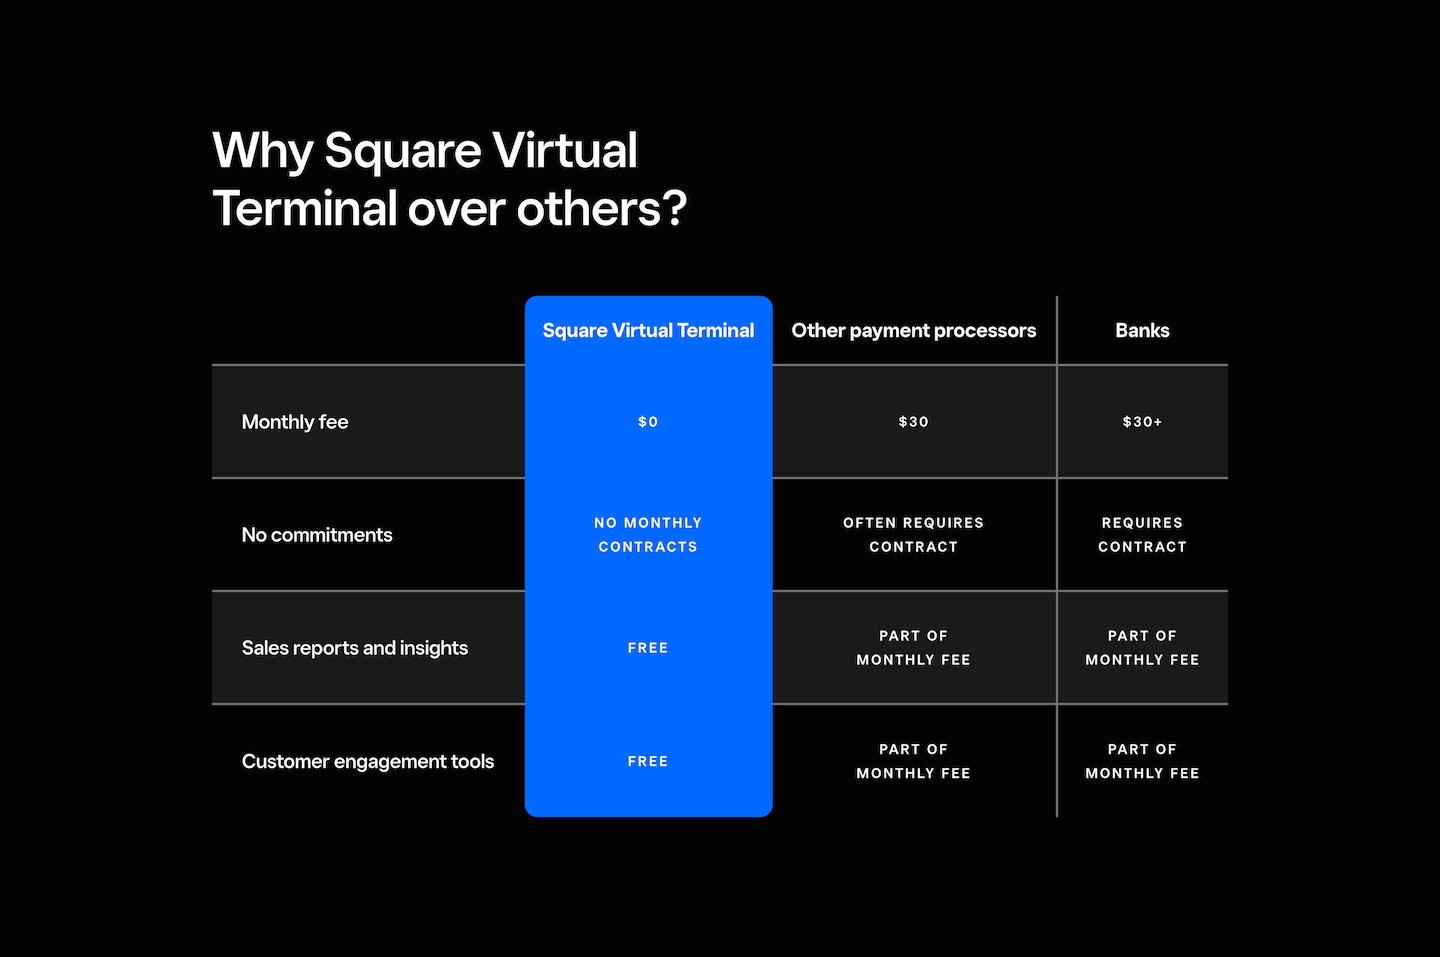 Why Square Virtual
Terminal over others?
Square Virtual Terminal
Other payment processors
Banks
Monthly fee
$0
$30
$30+
No commitments
NO MONTHLY
CONTRACTS
OFTEN REQUIRES
CONTRACT
REQUIRES
CONTRACT
Sales reports and insights
FREE
PART OF
MONTHLY FEE
PART OF
MONTHLY FEE
Customer engagement tools
FREE
PART OF
MONTHLY FEE
PART OF
MONTHLY FEE